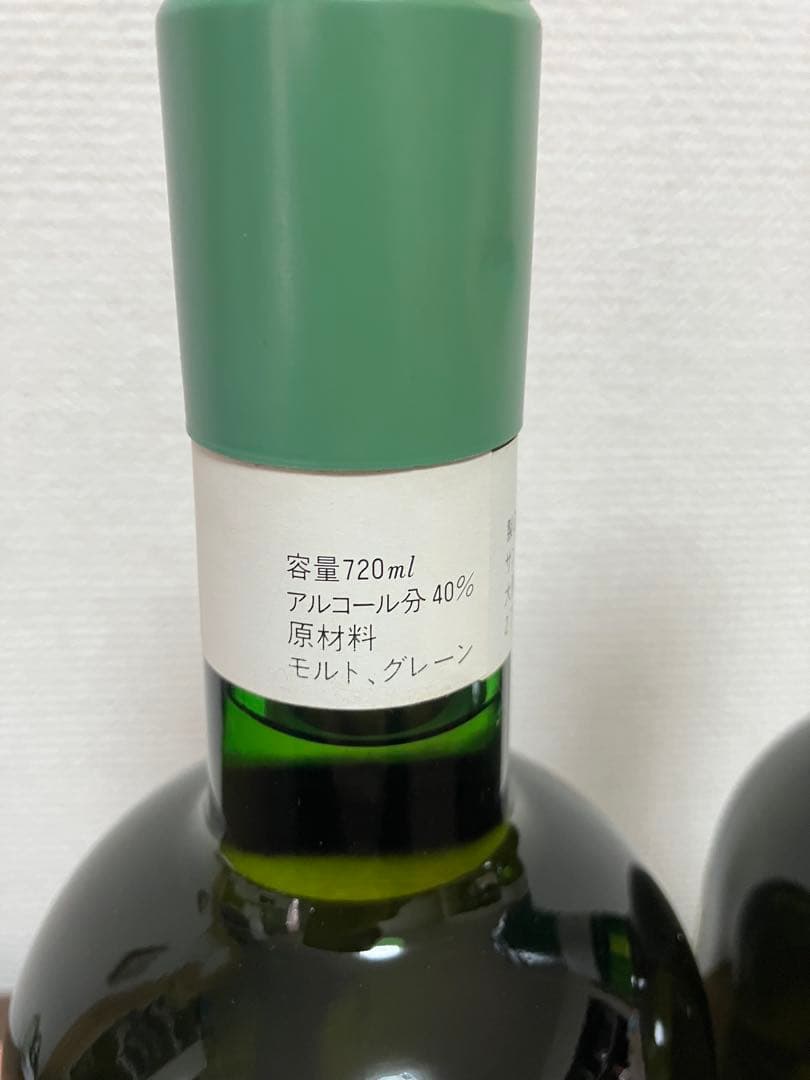 容量720ml
アルコール分40%
原材料
モルト、グレーン